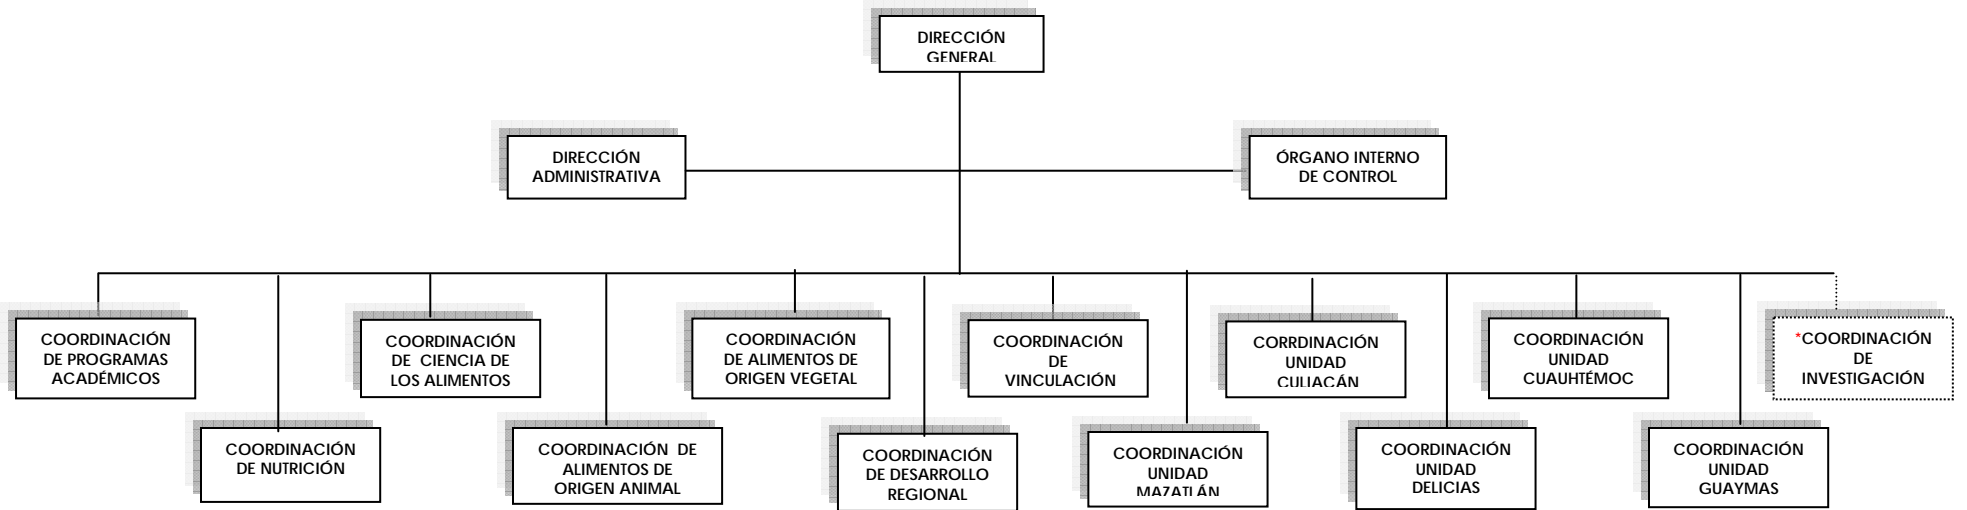 DIRECCIÓN
GENERAL
DIRECCIÓN
ADMINISTRATIVA
ÓRGANO INTERNO
DE CONTROL
COORDINACIÓN
DE PROGRAMAS
ACADÉMICOS
COORDINACIÓN
DE CIENCIA DE
LOS ALIMENTOS
COORDINACIÓN
DE ALIMENTOS DE
ORIGEN VEGETAL
COORDINACIÓN
DE
VINCULACIÓN
CORRDINACIÓN
UNIDAD
CULIACÁN
COORDINACIÓN
UNIDAD
CUAUHTÉMOC
*COORDINACIÓN
DE
INVESTIGACIÓN
COORDINACIÓN
DE NUTRICIÓN
COORDINACIÓN DE
ALIMENTOS DE
ORIGEN ANIMAL
COORDINACIÓN
DE DESARROLLO
REGIONAL
COORDINACIÓN
UNIDAD
MAZATLÁN
COORDINACIÓN
UNIDAD
DELICIAS
COORDINACIÓN
UNIDAD
GUAYMAS